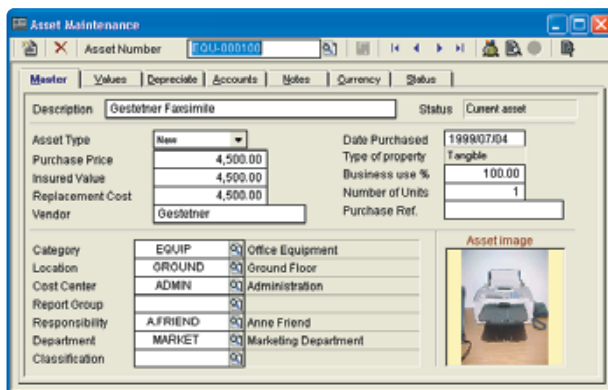 Asset Maintenance
Asset Number EQU-000100
Master Values Depreciate Accounts Notes Currency Status
Description Gestetner Faxsimile Status Current asset
Asset Type New Date Purchased 1999/07/04
Purchase Price 4,500.00 Type of property Tangible
Insured Value 4,500.00 Business use % 100.00
Replacement Cost 4,500.00 Number of Units 1
Vendor Gestetner Purchase Ref.
Asset image
Category EQUIP Office Equipment
Location GROUND Ground Floor
Cost Center ADMIN Administration
Report Group
Responsibility A.FRIEND Anne Friend
Department MARKET Marketing Department
Classification